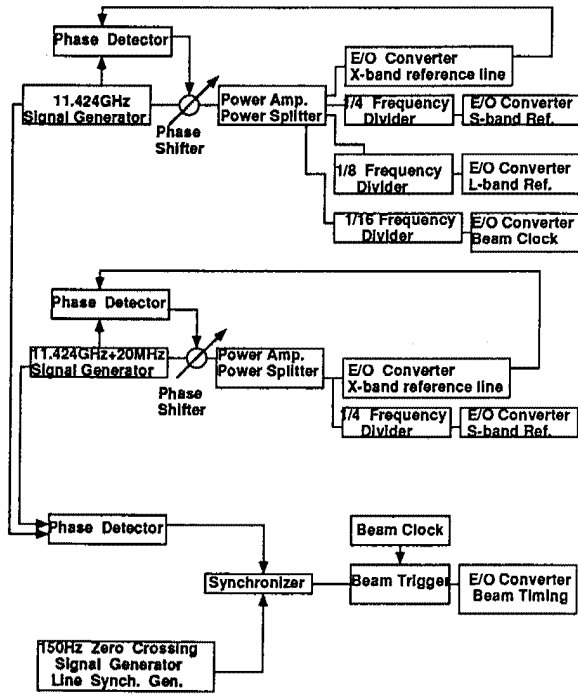 Phase Detector
11.424GHz
Signal Generator
Phase
Shifter
Power Amp.
Power Splitter
E/O Converter
X-band reference line
1/4 Frequency
Divider
E/O Converter
S-band Ref.
1/8 Frequency
Divider
E/O Converter
L-band Ref.
1/16 Frequency
Divider
E/O Converter
Beam Clock
Phase Detector
11.424GHz+20MHz
Signal Generator
Phase
Shifter
Power Amp.
Power Splitter
E/O Converter
X-band reference line
1/4 Frequency
Divider
E/O Converter
S-band Ref.
Phase Detector
Synchronizer
Beam Clock
Beam Trigger
E/O Converter
Beam Timing
150Hz Zero Crossing
Signal Generator
Line Synch. Gen.